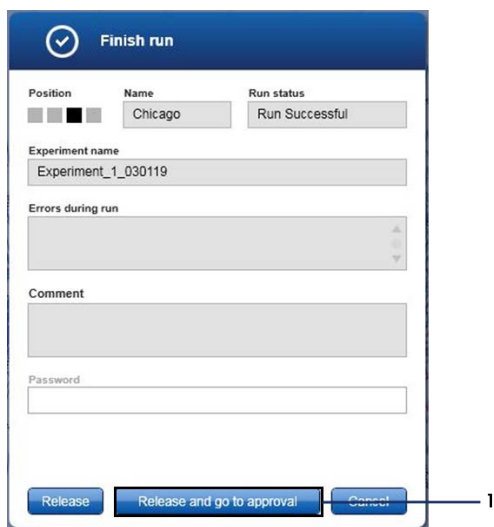 Finish run
Position Name Run status
Chicago Run Successful
Experiment name
Experiment_1_030119
Errors during run
Comment
Password
Release Release and go to approval Cancel 1